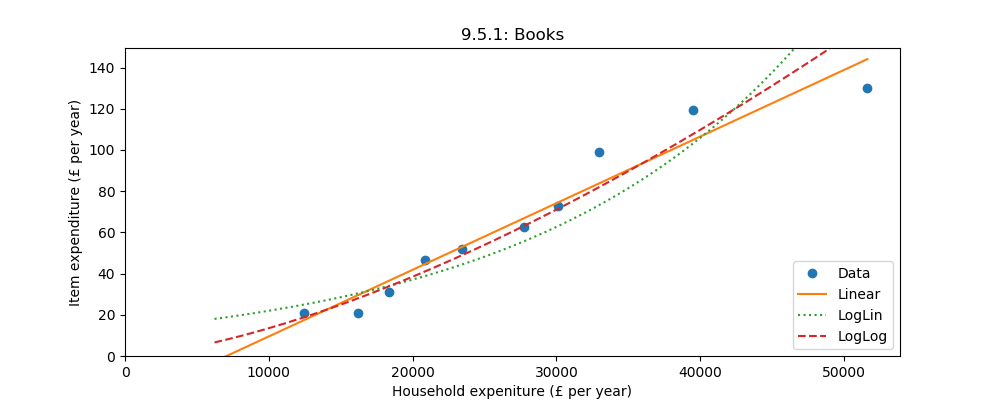 9.5.1: Books
Item expenditure (£ per year)
140
120
100
80
60
40
20
0
0 10000 20000 30000 40000 50000
Household expeniture (£ per year)
Data
Linear
LogLin
LogLog